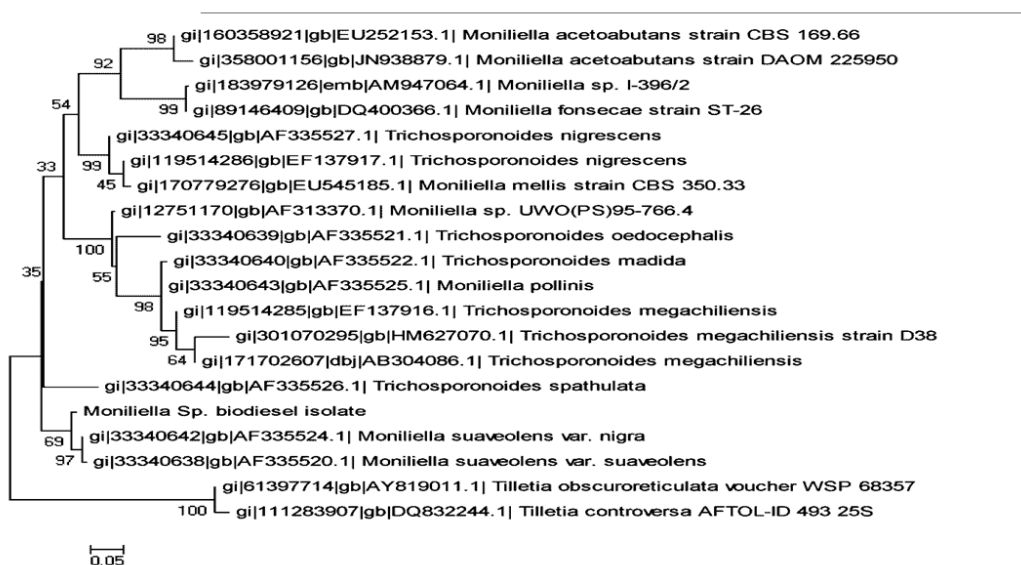 98 gi|160358921|gb|EU252153.1| Moniliella acetoabutans strain CBS 169.66
gi|358001156|gb|JN938879.1| Moniliella acetoabutans strain DAOM 225950
92
gi|183979126|emb|AM947064.1| Moniliella sp. I-396/2
99 gi|89146409|gb|DQ400366.1| Moniliella fonsecae strain ST-26
54
gi|33340645|gb|AF335527.1| Trichosporonoides nigrescens
99 gi|119514286|gb|EF137917.1| Trichosporonoides nigrescens
45 gi|170779276|gb|EU545185.1| Moniliella mellis strain CBS 350.33
33
gi|12751170|gb|AF313370.1| Moniliella sp. UWO(PS)95-766.4
100 gi|33340639|gb|AF335521.1| Trichosporonoides oedocephalis
55 gi|33340640|gb|AF335522.1| Trichosporonoides madida
35
98 gi|33340643|gb|AF335525.1| Moniliella pollinis
gi|119514285|gb|EF137916.1| Trichosporonoides megachiliensis
95 gi|301070295|gb|HM627070.1| Trichosporonoides megachiliensis strain D38
64 gi|171702607|dbj|AB304086.1| Trichosporonoides megachiliensis
gi|33340644|gb|AF335526.1| Trichosporonoides spathulata
Moniliella Sp. biodiesel isolate
69 gi|33340642|gb|AF335524.1| Moniliella suaveolens var. nigra
97 gi|33340638|gb|AF335520.1| Moniliella suaveolens var. suaveolens
gi|61397714|gb|AY819011.1| Tilletia obscuroreticulata voucher WSP 68357
100 gi|111283907|gb|DQ832244.1| Tilletia controversa AFTOL-ID 493 25S
0.05